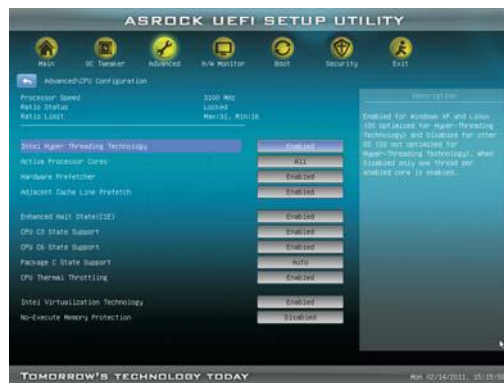 ASROCK UEFI SETUP UTILITY
Main OC Tweaker Advanced H/W Monitor Boot Security Exit
Advanced\CPU Configuration
Description
Processor Speed 3100 MHz
Ratio Status Locked
Ratio Limit Max:31, Min:16
Enabled for Windows XP and Linux
(OS optimized for Hyper-Threading
Technology) and Disabled for other
OS (OS not optimized for
Hyper-Threading Technology). When
Disabled only one thread per
enabled core is enabled.
Intel Hyper Threading Technology Enabled
Active Processor Cores All
Hardware Prefetcher Enabled
Adjacent Cache Line Prefetch Enabled
Enhanced Halt State(C1E) Enabled
CPU C3 State Support Enabled
CPU C6 State Support Enabled
Package C State Support Auto
CPU Thermal Throttling Enabled
Intel Virtualization Technology Enabled
No-Execute Memory Protection Disabled
TOMORROW'S TECHNOLOGY TODAY
Mon 02/14/2011,